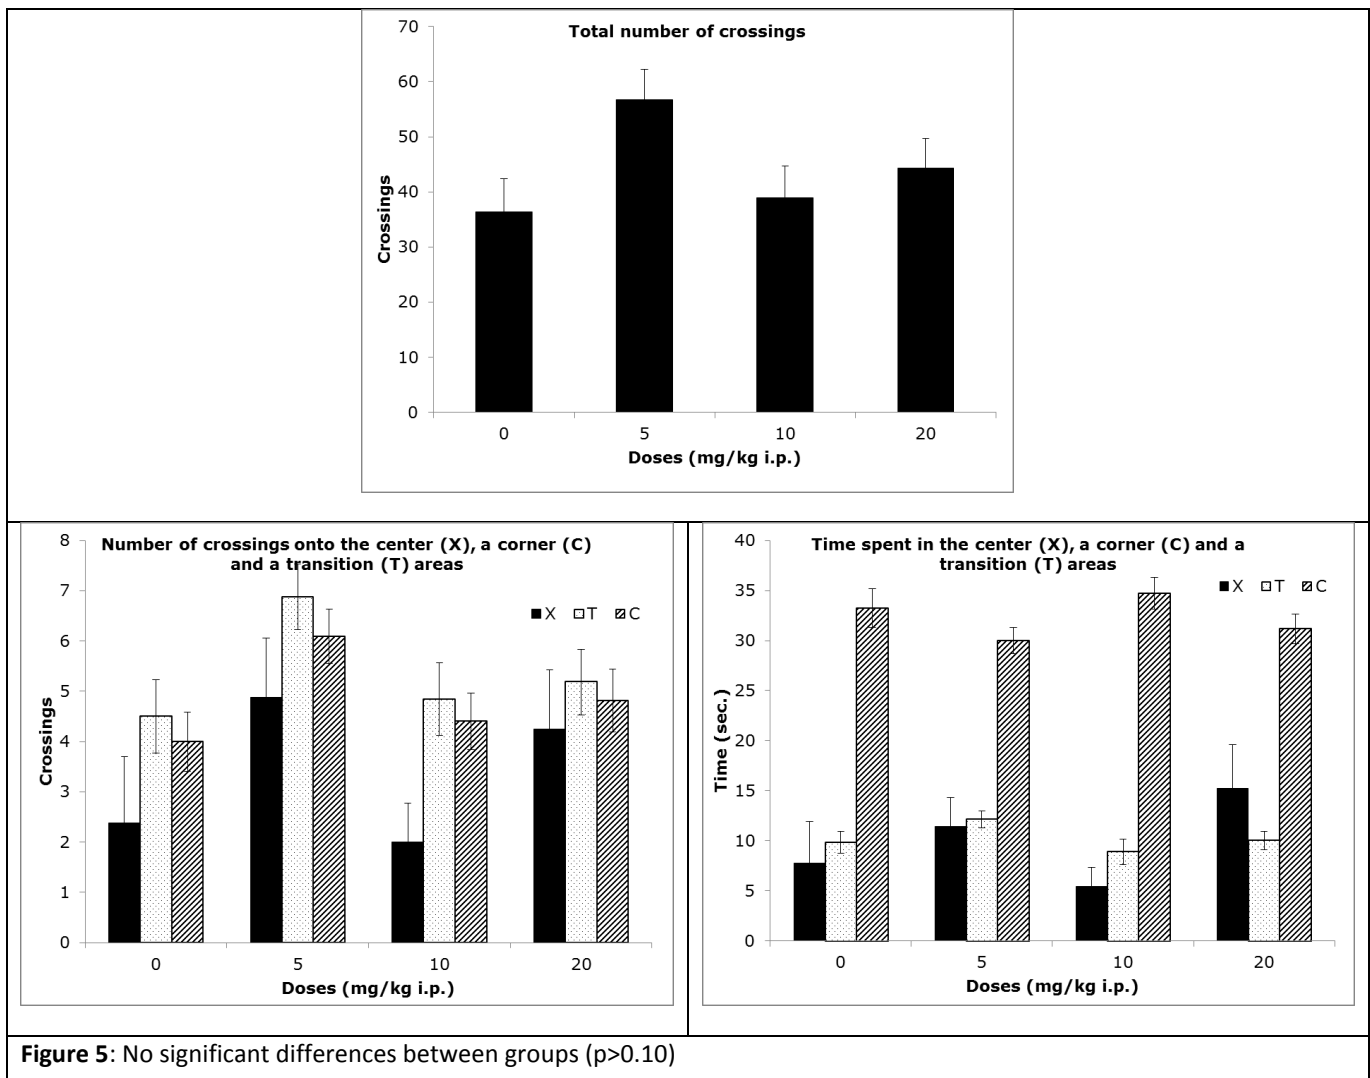 Total number of crossings
70
60
50
40
30
20
10
0
Crossings
0 5 10 20
Doses (mg/kg i.p.)
Number of crossings onto the center (X), a corner (C)
and a transition (T) areas
X T C
8
7
6
5
4
3
2
1
0
Crossings
0 5 10 20
Doses (mg/kg i.p.)
Time spent in the center (X), a corner (C) and a
transition (T) areas
X T C
40
35
30
25
20
15
10
5
0
Time (sec.)
0 5 10 20
Doses (mg/kg i.p.)
Figure 5: No significant differences between groups (p>0.10)